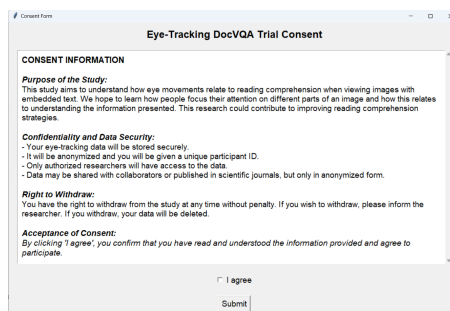 Consent Form
Eye-Tracking DocVQA Trial Consent
CONSENT INFORMATION
Purpose of the Study:
This study aims to understand how eye movements relate to reading comprehension when viewing images with
embedded text. We hope to learn how people focus their attention on different parts of an image and how this relates
to understanding the information presented. This research could contribute to improving reading comprehension
strategies.
Confidentiality and Data Security:
- Your eye-tracking data will be stored securely.
- It will be anonymized and you will be given a unique participant ID.
- Only authorized researchers will have access to the data.
- Data may be shared with collaborators or published in scientific journals, but only in anonymized form.
Right to Withdraw:
You have the right to withdraw from the study at any time without penalty. If you wish to withdraw, please inform the
researcher. If you withdraw, your data will be deleted.
Acceptance of Consent:
By clicking 'I agree', you confirm that you have read and understood the information provided and agree to
participate.
I agree
Submit